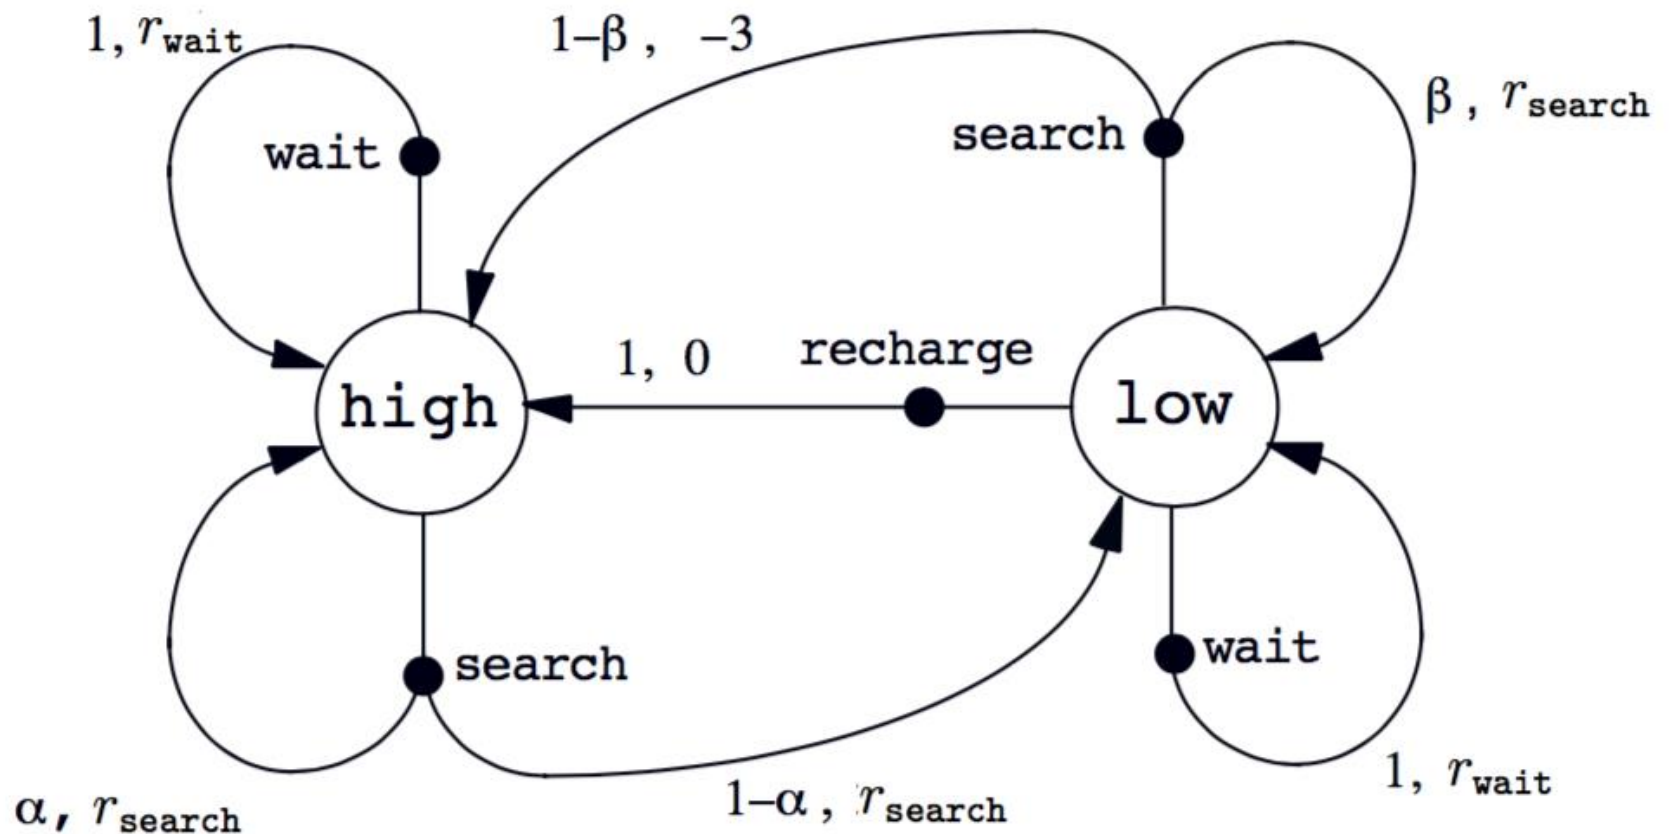 1, r_wait
1–β , –3
β , r_search
wait
search
1, 0
recharge
high
low
search
wait
α, r_search
1–α , r_search
1, r_wait